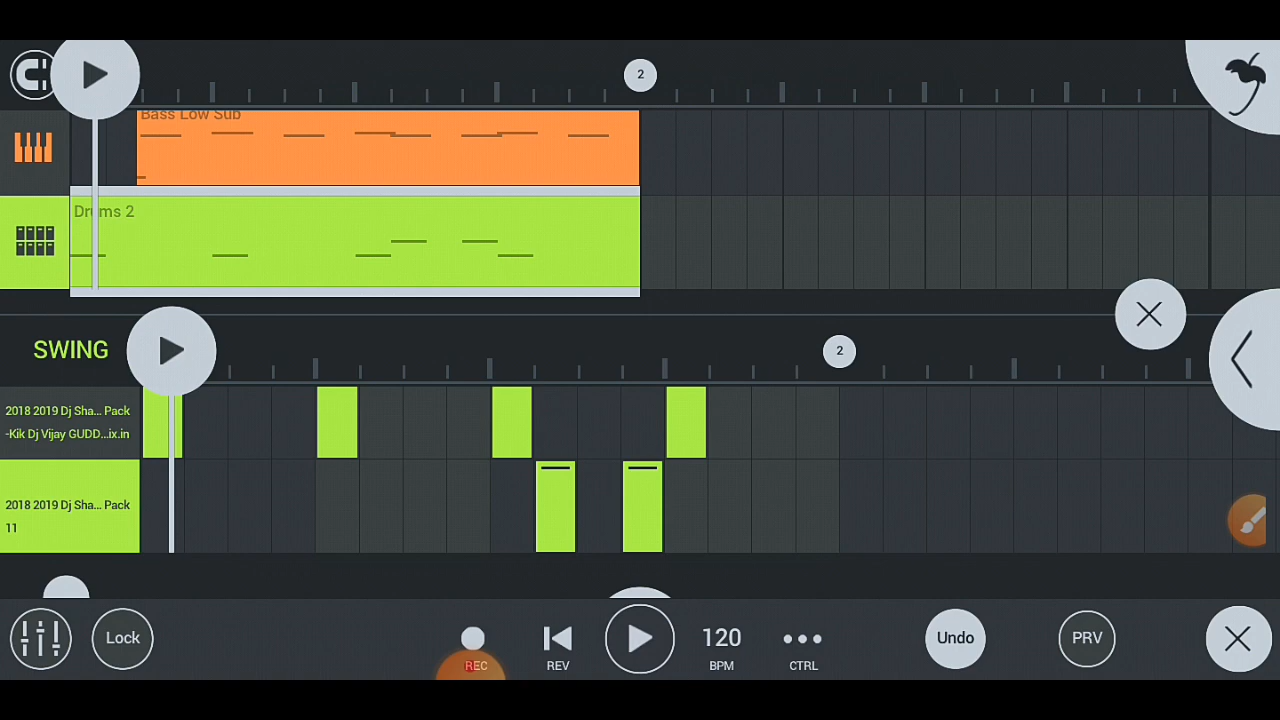 2
Bass Low Sub
Drums 2
SWING
2
2018 2019 Dj Sha... Pack
-Kik Dj Vijay GUDD...ix.in
2018 2019 Dj Sha... Pack
11
Lock
REC
REV
120
BPM
CTRL
Undo
PRV